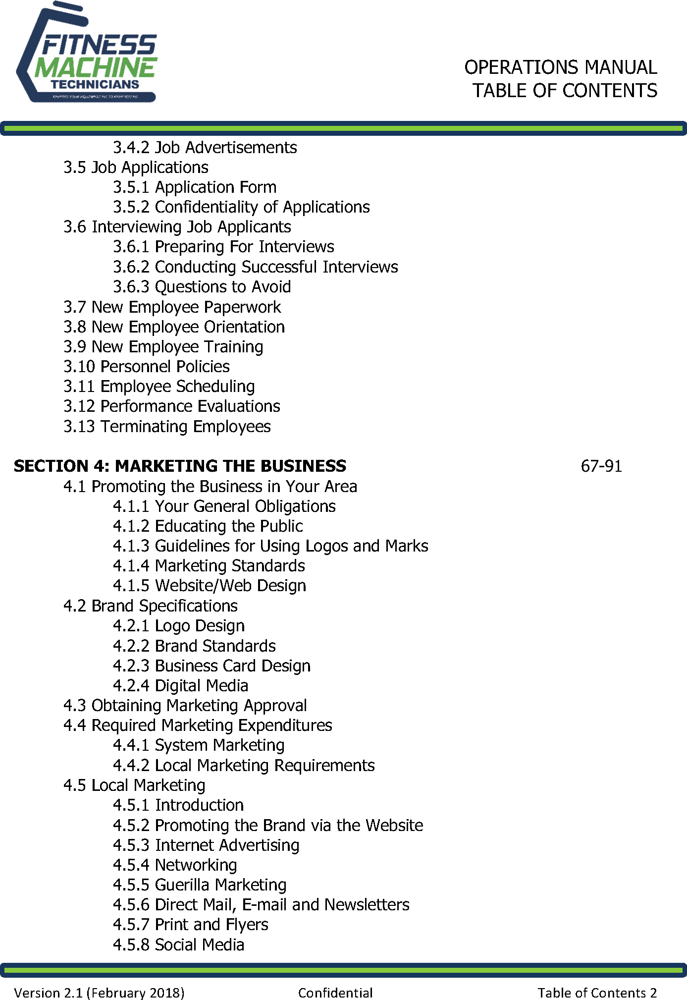 FITNESS
MACHINE
TECHNICIANS
KEEPING YOUR EQUIPMENT FIT TO KEEP YOU FIT
OPERATIONS MANUAL
TABLE OF CONTENTS
3.4.2 Job Advertisements
3.5 Job Applications
3.5.1 Application Form
3.5.2 Confidentiality of Applications
3.6 Interviewing Job Applicants
3.6.1 Preparing For Interviews
3.6.2 Conducting Successful Interviews
3.6.3 Questions to Avoid
3.7 New Employee Paperwork
3.8 New Employee Orientation
3.9 New Employee Training
3.10 Personnel Policies
3.11 Employee Scheduling
3.12 Performance Evaluations
3.13 Terminating Employees
SECTION 4: MARKETING THE BUSINESS 67-91
4.1 Promoting the Business in Your Area
4.1.1 Your General Obligations
4.1.2 Educating the Public
4.1.3 Guidelines for Using Logos and Marks
4.1.4 Marketing Standards
4.1.5 Website/Web Design
4.2 Brand Specifications
4.2.1 Logo Design
4.2.2 Brand Standards
4.2.3 Business Card Design
4.2.4 Digital Media
4.3 Obtaining Marketing Approval
4.4 Required Marketing Expenditures
4.4.1 System Marketing
4.4.2 Local Marketing Requirements
4.5 Local Marketing
4.5.1 Introduction
4.5.2 Promoting the Brand via the Website
4.5.3 Internet Advertising
4.5.4 Networking
4.5.5 Guerilla Marketing
4.5.6 Direct Mail, E-mail and Newsletters
4.5.7 Print and Flyers
4.5.8 Social Media
Version 2.1 (February 2018) Confidential Table of Contents 2